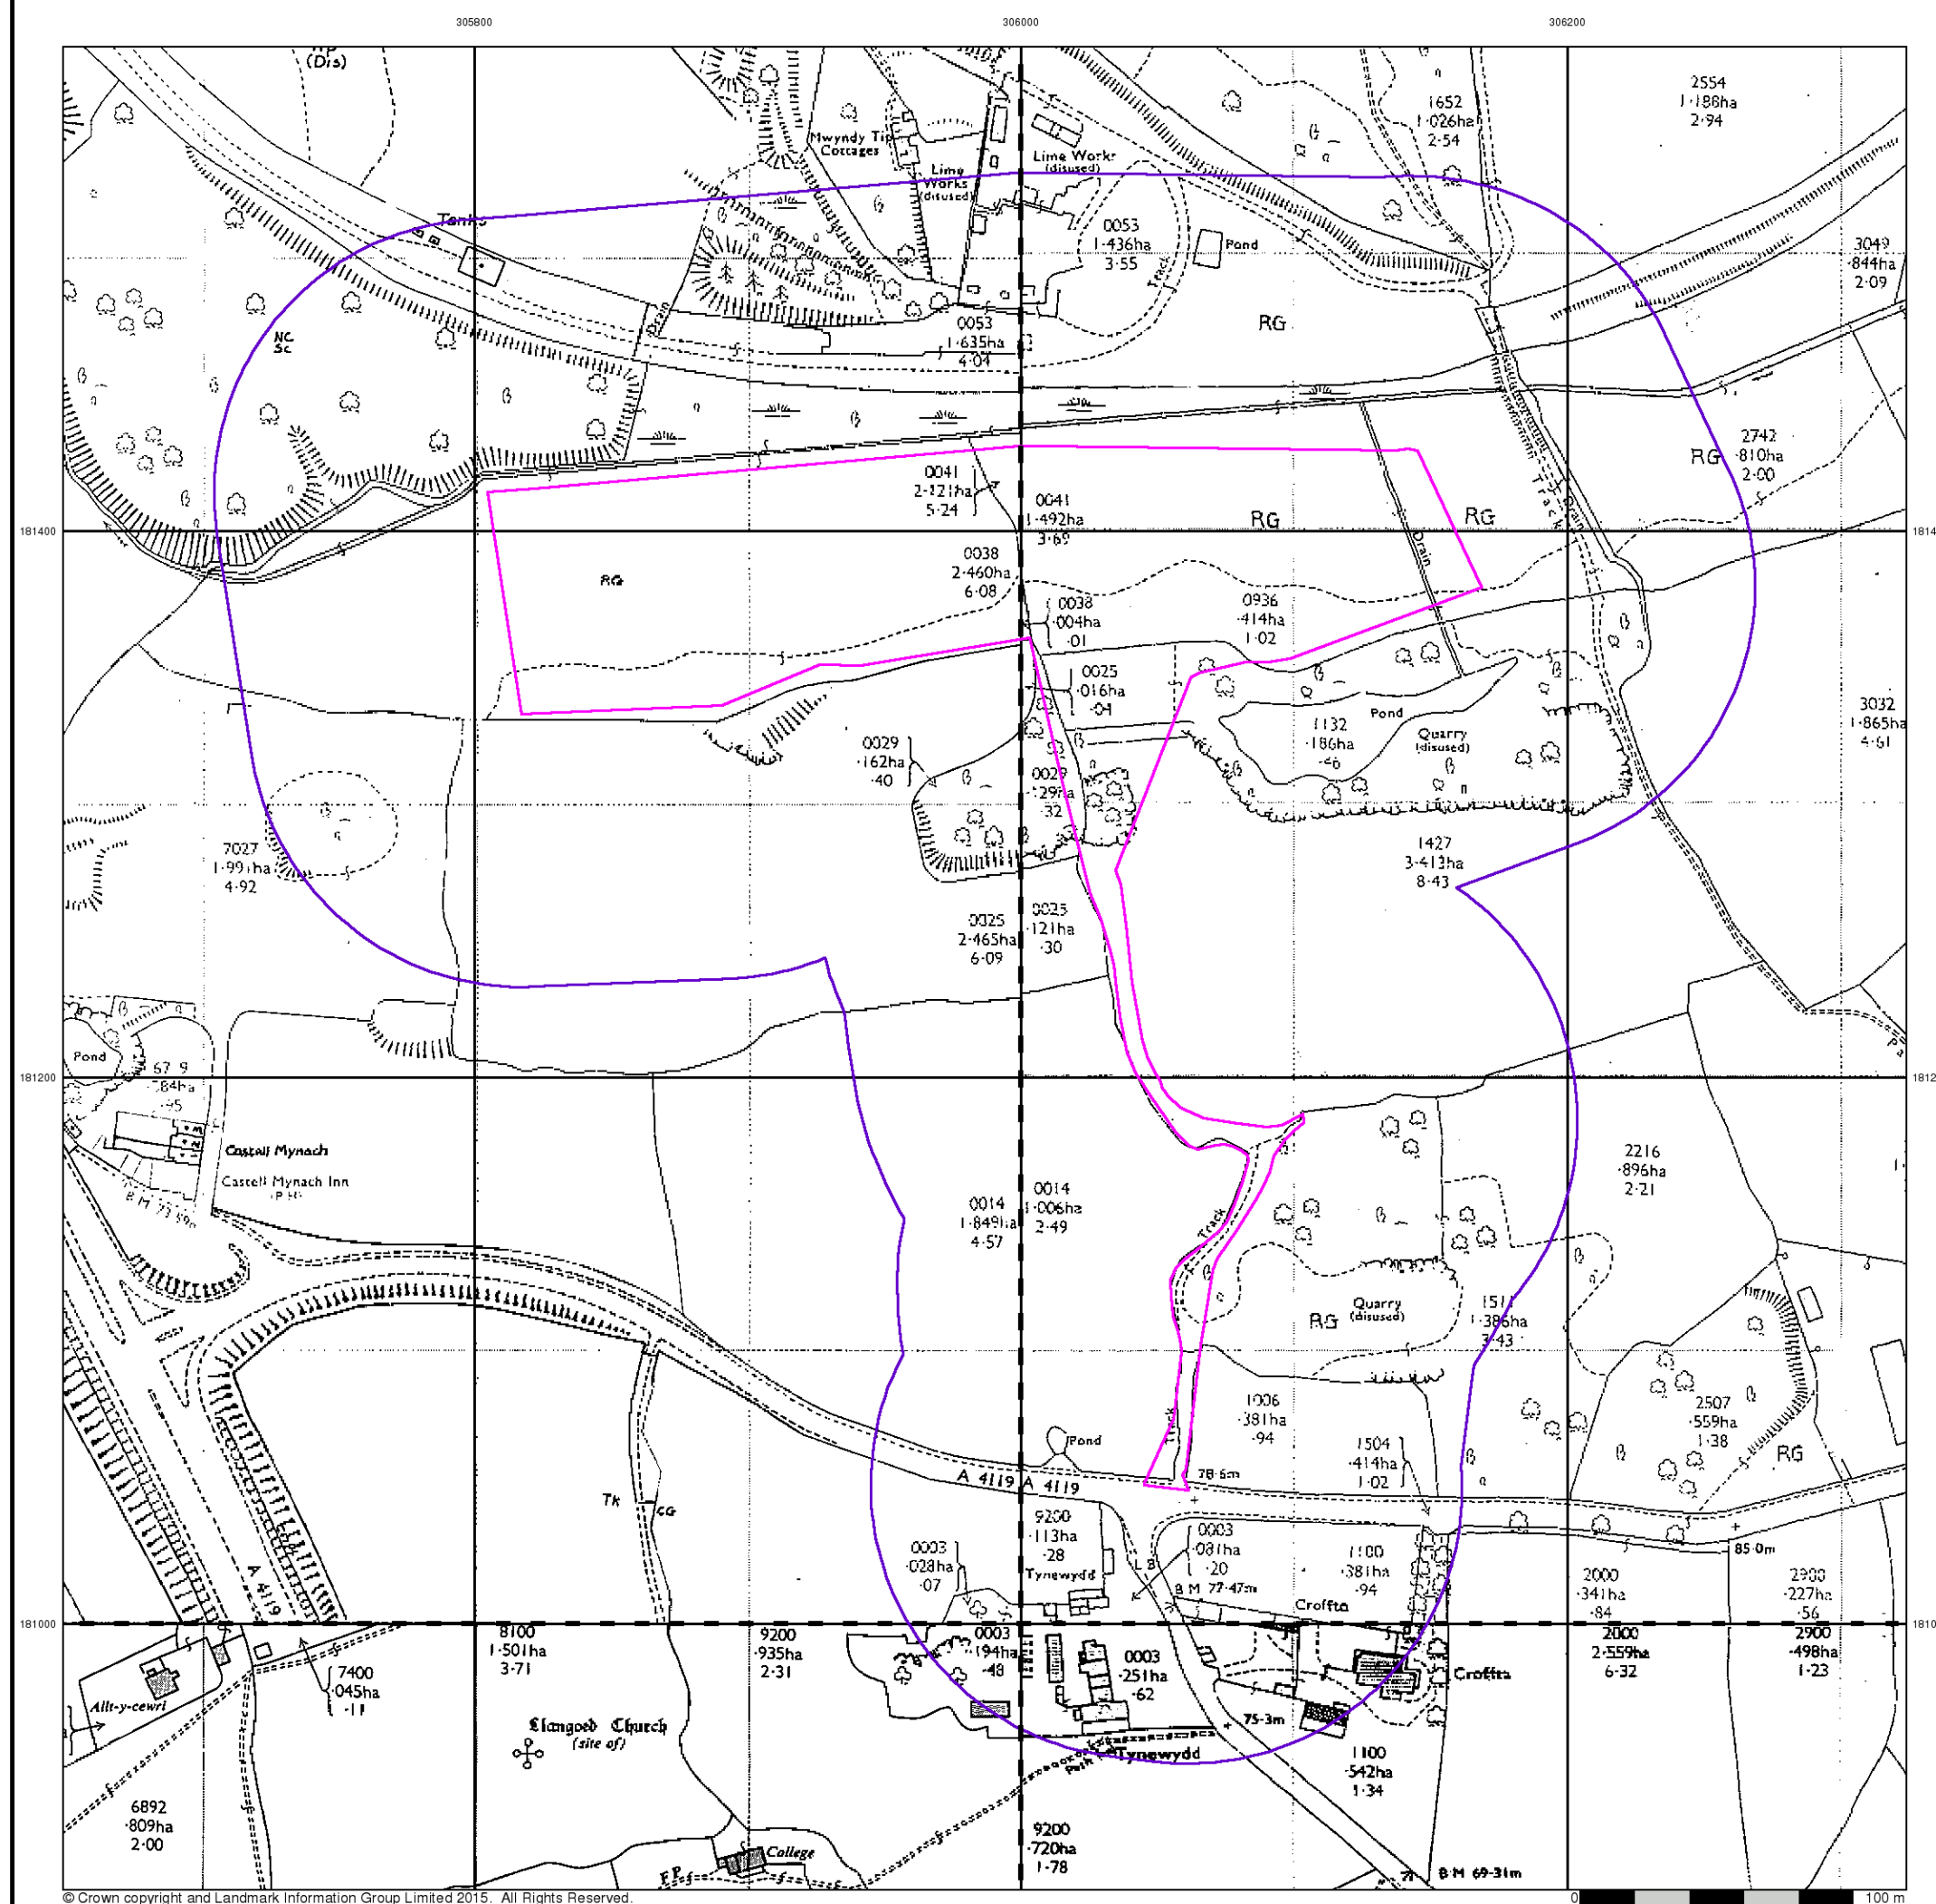 305800
306000
306200
(Dis)
2554
1·188ha
2·94
1652
1·026ha
2·54
Mwyndy Tip
Cottages
Lime
Works
(disused)
Lime Works
(disused)
Tanks
0053
1·436ha
3·55
Pond
Track
3049
·844ha
2·09
Drain
NC
Sc
0053
1·635ha
4·04
RG
2742
·810ha
2·00
RG
Track
Drain
0041
2·121ha
5·24
0041
1·492ha
3·69
RG
RG
181400
1814
Drain
0038
2·460ha
6·08
RG
0038
·004ha
·01
0936
·414ha
1·02
0025
·016ha
·04
Pond
1132
·186ha
·46
Quarry
(disused)
3032
1·865ha
4·61
0029
·162ha
·40
0029
·129ha
·32
7027
1·991ha
4·92
1427
3·413ha
8·43
0025
2·465ha
6·09
0025
·121ha
·30
Pond
181200
1812
Pa
Castell Mynach
Castell Mynach Inn
(P H)
B M 73·59m
2216
·896ha
2·21
0014
1·849ha
4·57
0014
1·006ha
2·49
Track
Quarry
(disused)
RG
1511
1·386ha
3·43
1006
·381ha
·94
Track
2507
·559ha
1·38
RG
1504
·414ha
1·02
Pond
78·6m
A 4119
A 4119
TK
CG
9200
·113ha
·28
Tynewydd
0003
·081ha
·20
L B
B M 77·47m
0003
·028ha
·07
1100
·381ha
·94
85·0m
2000
·341ha
·84
2900
·227ha
·56
A 4119
Croffta
181000
1810
8100
1·501ha
3·71
9200
·935ha
2·31
0003
·194ha
·48
0003
·251ha
·62
2000
2·559ha
6·32
2900
·498ha
1·23
7400
·045ha
·11
Croffta
Allt-y-cewri
Llangoed Church
(site of)
75·3m
Tynewydd
Path
1100
·542ha
1·34
6892
·809ha
2·00
9200
·720ha
1·78
College
F P
B M 69·31m
© Crown copyright and Landmark Information Group Limited 2015. All Rights Reserved.
0
100 m